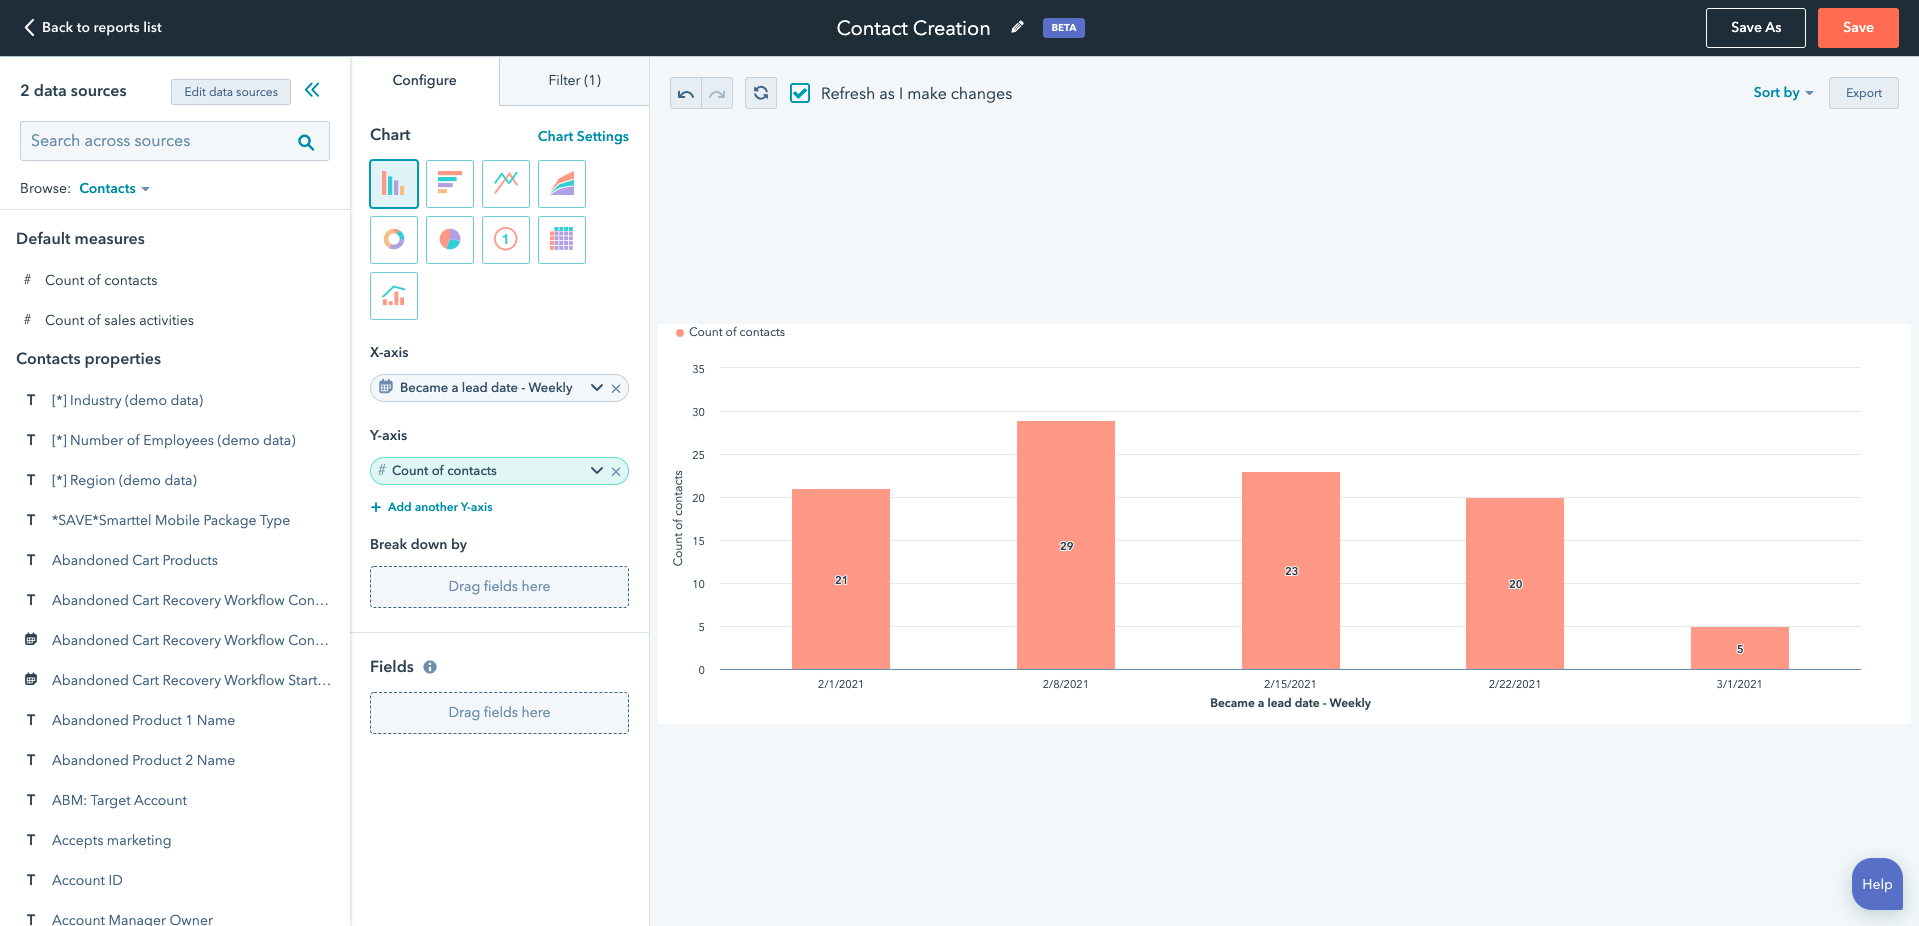 Back to reports list
Contact Creation
BETA
Save As
Save
2 data sources
Edit data sources
Search across sources
Browse: Contacts
Default measures
# Count of contacts
# Count of sales activities
Contacts properties
T [*] Industry (demo data)
T [*] Number of Employees (demo data)
T [*] Region (demo data)
T *SAVE*Smarttel Mobile Package Type
T Abandoned Cart Products
T Abandoned Cart Recovery Workflow Con...
Abandoned Cart Recovery Workflow Con...
Abandoned Cart Recovery Workflow Start...
T Abandoned Product 1 Name
T Abandoned Product 2 Name
T ABM: Target Account
T Accepts marketing
T Account ID
T Account Manager Owner
Configure
Filter (1)
Chart
Chart Settings
1
X-axis
Became a lead date - Weekly
Y-axis
# Count of contacts
+ Add another Y-axis
Break down by
Drag fields here
Fields
Drag fields here
Refresh as I make changes
Sort by
Export
Count of contacts
Count of contacts
35
30
25
20
15
10
5
0
21
29
23
20
5
2/1/2021
2/8/2021
2/15/2021
2/22/2021
3/1/2021
Became a lead date - Weekly
Help